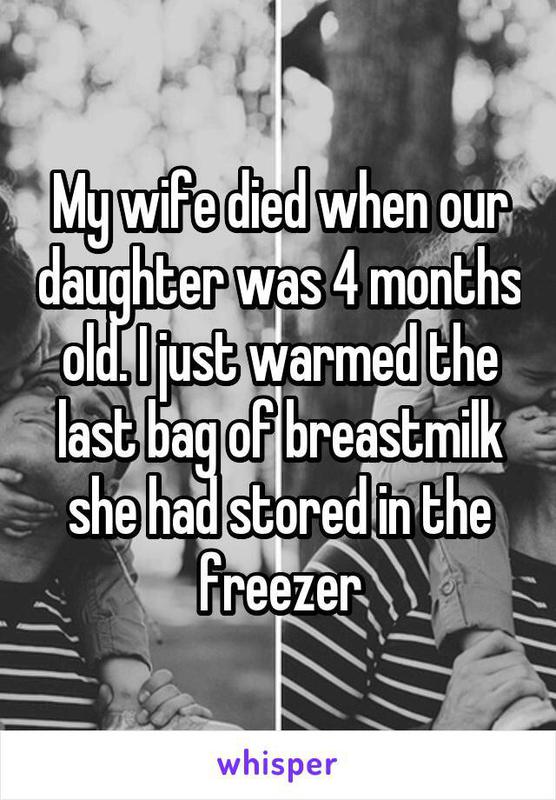 My wife died when our
daughter was 4 months
old. I just warmed the
last bag of breastmilk
she had stored in the
freezer
whisper